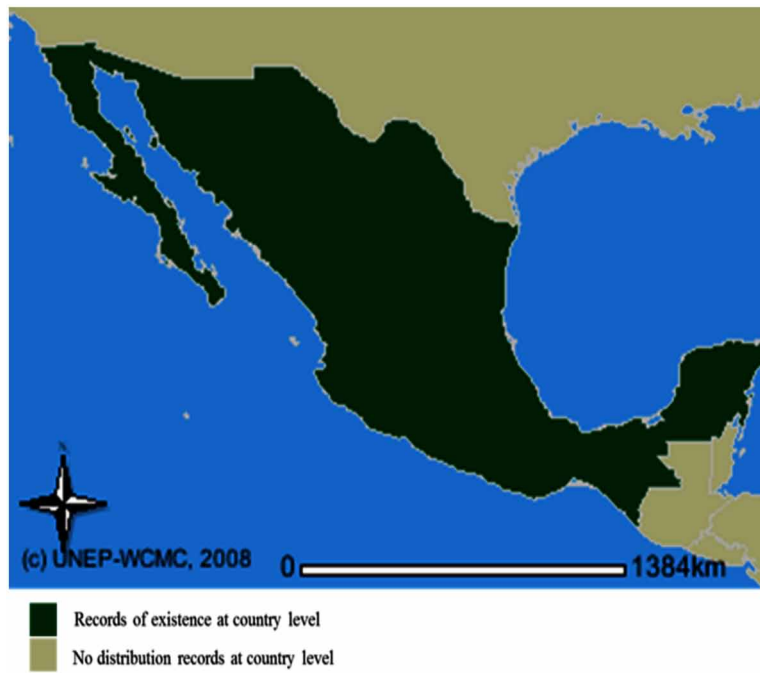 N
(c) UNEP-WCMC, 2008
0 1384km
Records of existence at country level
No distribution records at country level